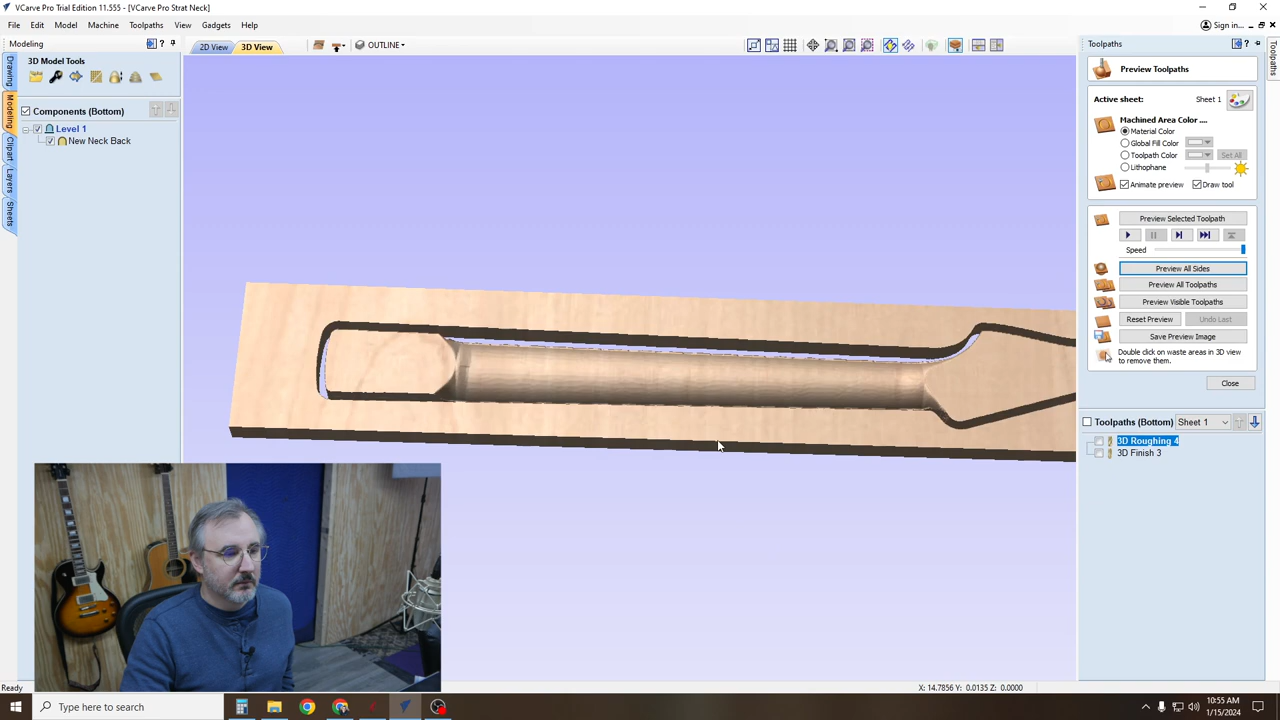 VCarve Pro Trial Edition 11.555 - [VCarve Pro Strat Neck]
File Edit Model Machine Toolpaths View Gadgets Help
Sign in...
Modeling
2D View 3D View OUTLINE
Toolpaths
3D Model Tools
Drawing
Modeling
Clipart
Layers
Sheets
Components (Bottom)
Level 1
New Neck Back
Toolpaths
Preview Toolpaths
Active sheet: Sheet 1
Machined Area Color ....
Material Color
Global Fill Color
Toolpath Color Set All
Lithophane
Animate preview Draw tool
Preview Selected Toolpath
Speed
Preview All Sides
Preview All Toolpaths
Preview Visible Toolpaths
Reset Preview Undo Last
Save Preview Image
Double click on waste areas in 3D view
to remove them.
Close
Toolpaths (Bottom) Sheet 1
3D Roughing 4
3D Finish 3
Ready
X: 14.7856 Y: 0.0135 Z: 0.0000
Type here to search
10:55 AM
1/15/2024